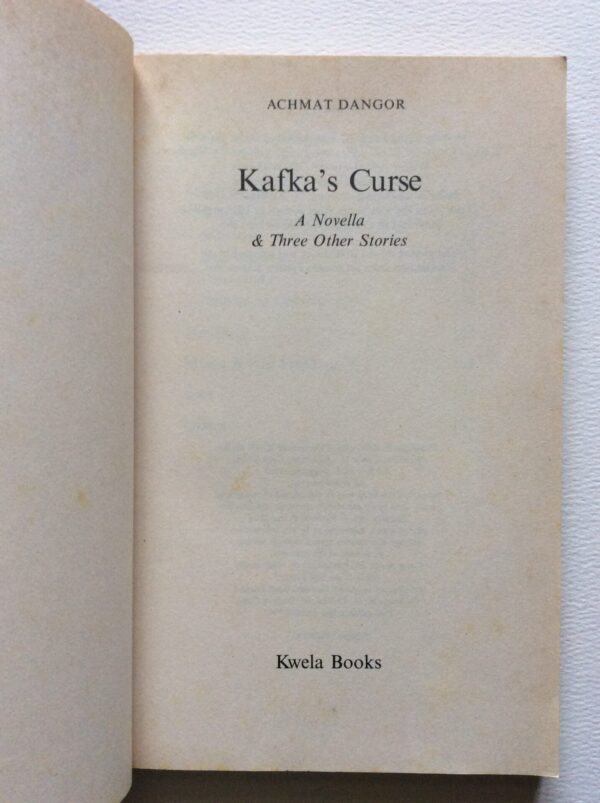 ACHMAT DANGOR
Kafka's Curse
A Novella
& Three Other Stories
Kwela Books